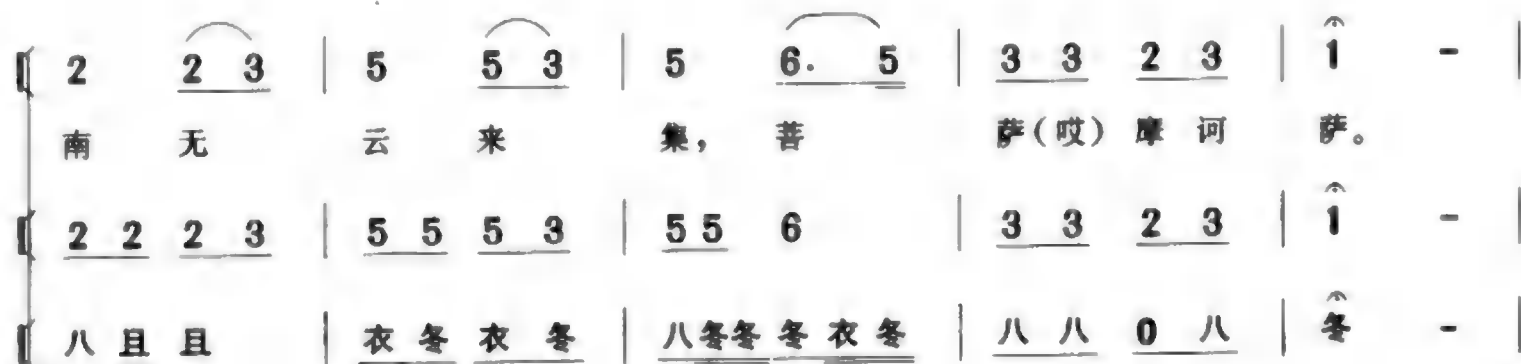 2 2 3 | 5 5 3 | 5 6. 5 | 3 3 2 3 | 1 -
南 无 云 来 集， 菩 萨（哎）摩 诃 萨。
2 2 2 3 | 5 5 5 3 | 5 5 6 | 3 3 2 3 | 1 -
八 且 且 | 衣 冬 衣 冬 | 八 冬 冬 冬 衣 冬 | 八 八 0 八 | 冬 -